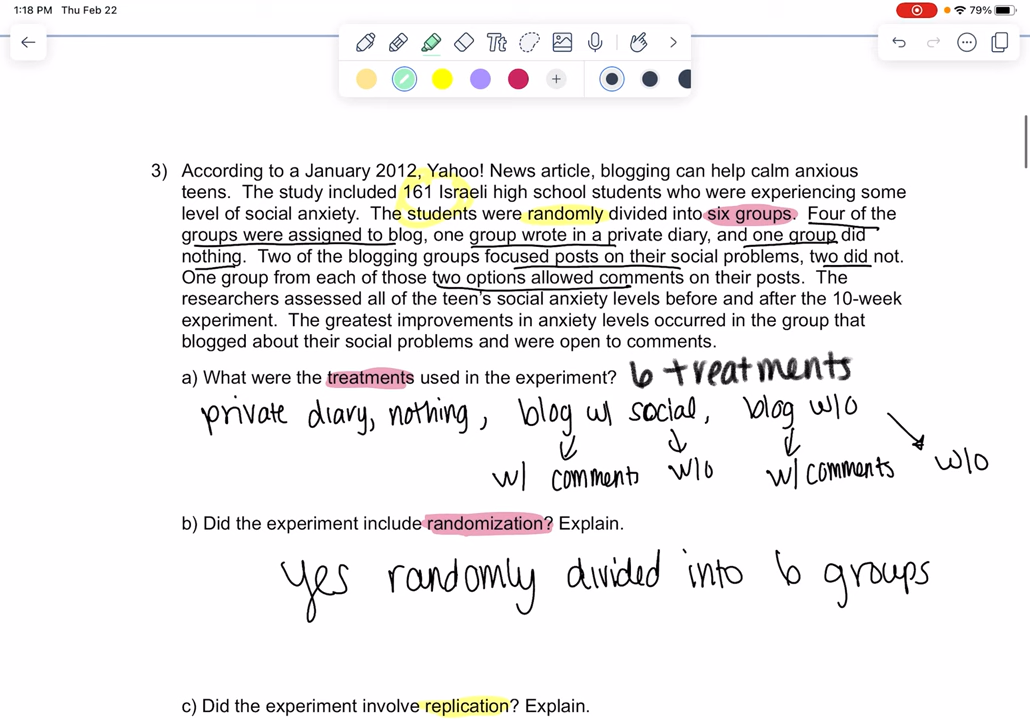 1:18 PM Thu Feb 22
79%
Tt
3) According to a January 2012, Yahoo! News article, blogging can help calm anxious
teens. The study included 161 Israeli high school students who were experiencing some
level of social anxiety. The students were randomly divided into six groups. Four of the
groups were assigned to blog, one group wrote in a private diary, and one group did
nothing. Two of the blogging groups focused posts on their social problems, two did not.
One group from each of those two options allowed comments on their posts. The
researchers assessed all of the teen's social anxiety levels before and after the 10-week
experiment. The greatest improvements in anxiety levels occurred in the group that
blogged about their social problems and were open to comments.
a) What were the treatments used in the experiment? 6 treatments
private diary, nothing, blog w/ social, blog w/o
w/ comments w/o w/ comments w/o
b) Did the experiment include randomization? Explain.
yes randomly divided into 6 groups
c) Did the experiment involve replication? Explain.